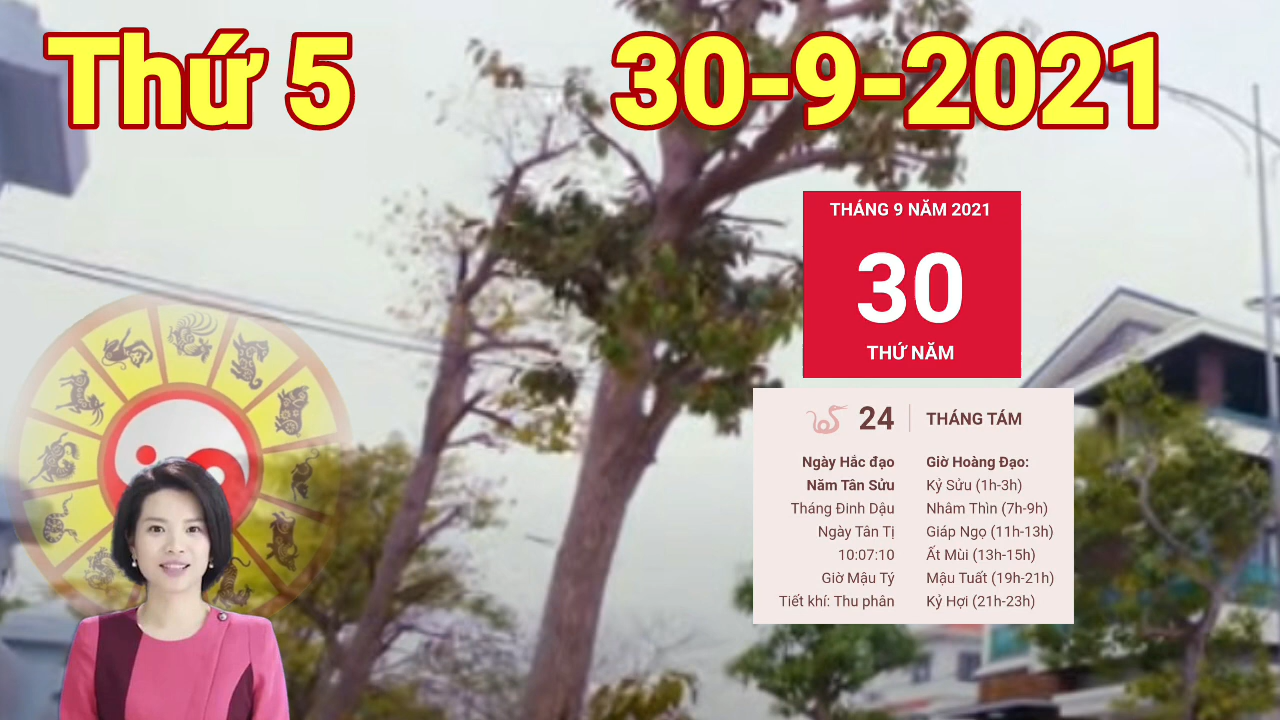 Thứ 5
30-9-2021
THÁNG 9 NĂM 2021
30
THỨ NĂM
24
THÁNG TÁM
Ngày Hắc đạo
Năm Tân Sửu
Tháng Đinh Dậu
Ngày Tân Tị
10:07:10
Giờ Mậu Tý
Tiết khí: Thu phân
Giờ Hoàng Đạo:
Kỷ Sửu (1h-3h)
Nhâm Thìn (7h-9h)
Giáp Ngọ (11h-13h)
Ất Mùi (13h-15h)
Mậu Tuất (19h-21h)
Kỷ Hợi (21h-23h)